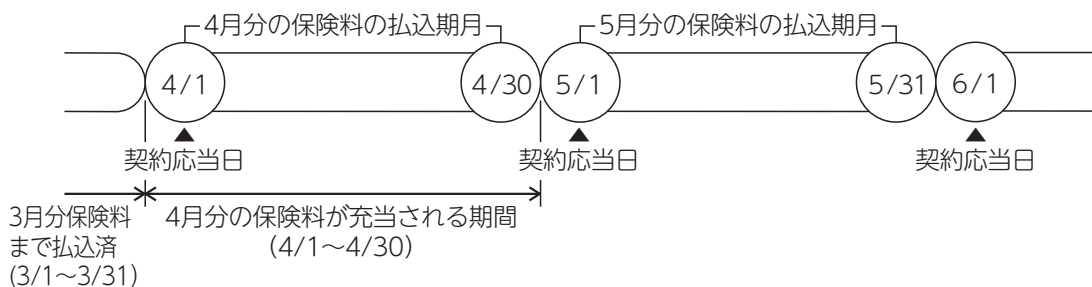 4月分の保険料の払込期月
5月分の保険料の払込期月
4/1
4/30
5/1
5/31
6/1
契約応当日
契約応当日
契約応当日
3月分保険料
まで払込済
(3/1〜3/31)
4月分の保険料が充当される期間
(4/1〜4/30)